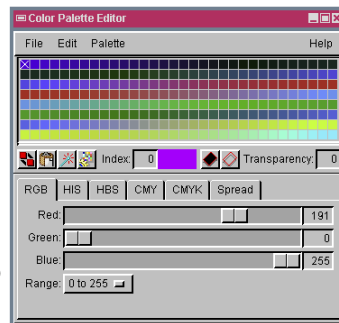 Color Palette Editor
File Edit Palette Help
Index: 0 Transparency: 0
RGB HIS HBS CMY CMYK Spread
Red: 191
Green: 0
Blue: 255
Range: 0 to 255